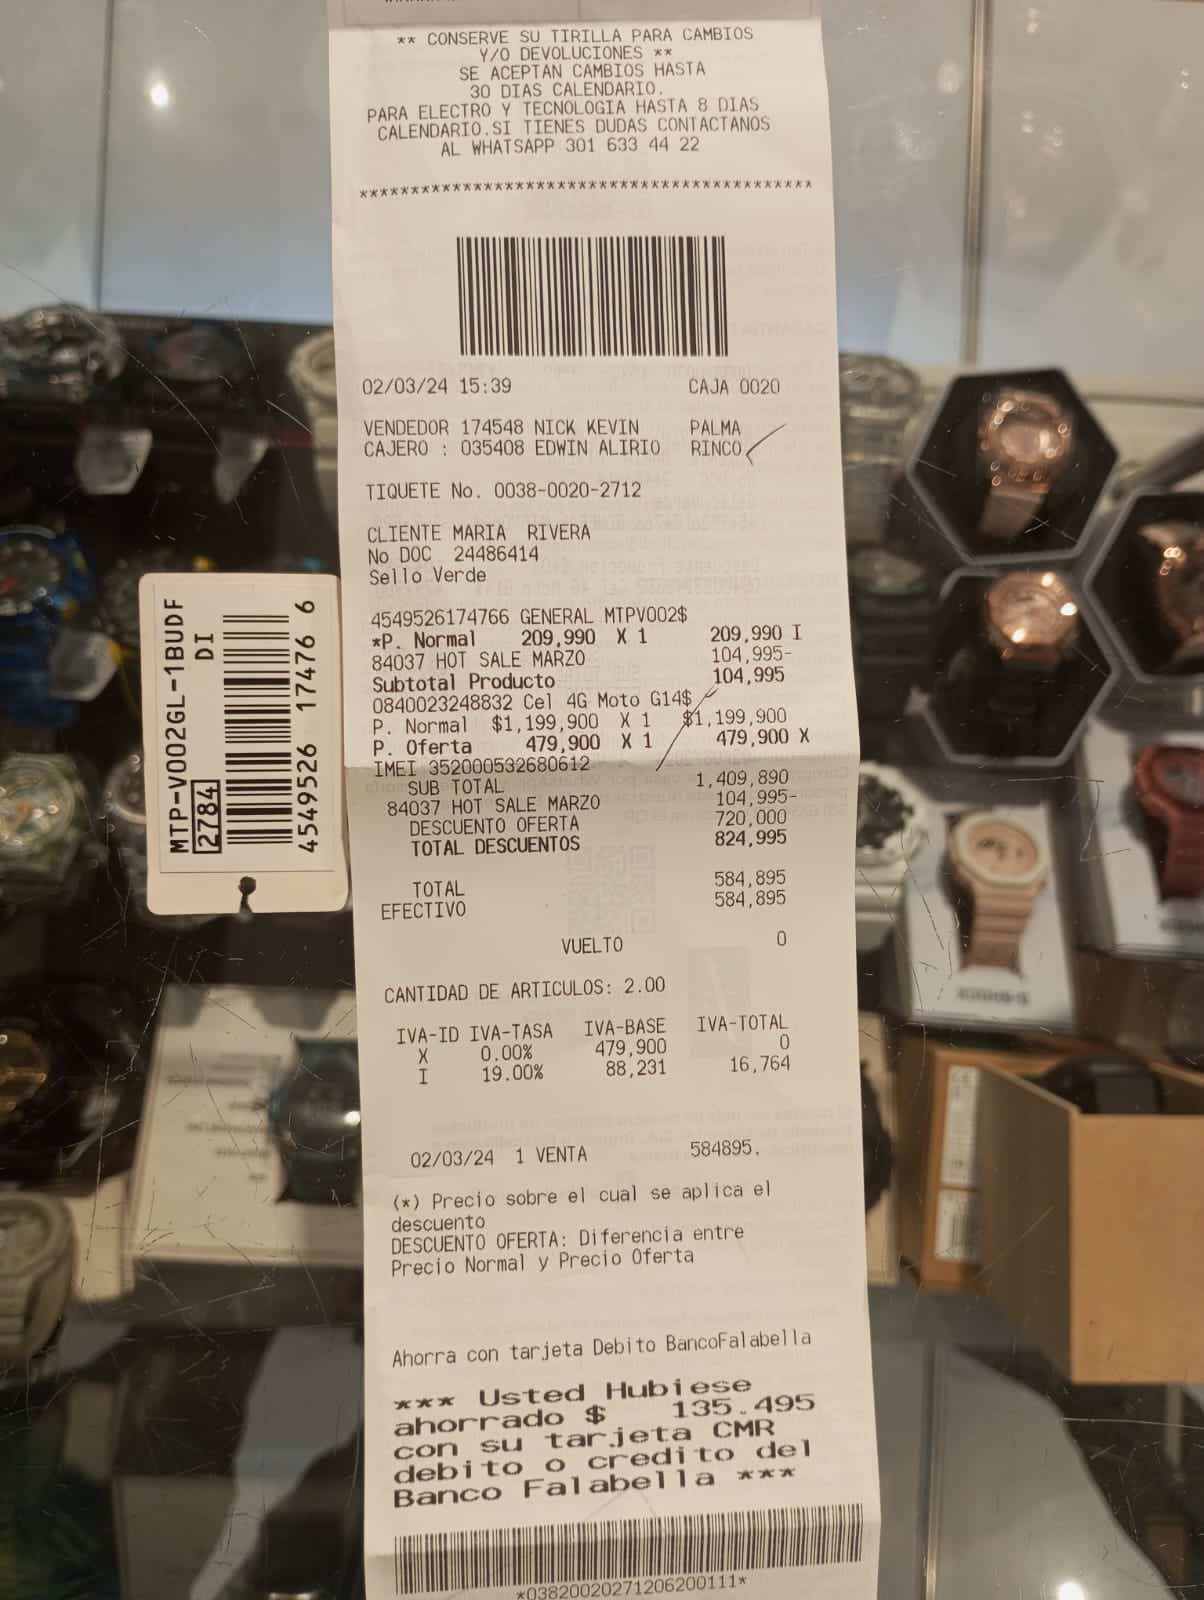 ** CONSERVE SU TIRILLA PARA CAMBIOS
Y/O DEVOLUCIONES **
SE ACEPTAN CAMBIOS HASTA
30 DIAS CALENDARIO.
PARA ELECTRO Y TECNOLOGIA HASTA 8 DIAS
CALENDARIO.SI TIENES DUDAS CONTACTANOS
AL WHATSAPP 301 633 44 22
********************************************
02/03/24 15:39 CAJA 0020
VENDEDOR 174548 NICK KEVIN PALMA
CAJERO : 035408 EDWIN ALIRIO RINCO
TIQUETE No. 0038-0020-2712
CLIENTE MARIA RIVERA
No DOC 24486414
Sello Verde
4549526174766 GENERAL MTPV002$
*P. Normal 209,990 X 1 209,990 I
84037 HOT SALE MARZO 104,995-
Subtotal Producto 104,995
0840023248832 Cel 4G Moto G14$
P. Normal $1,199,900 X 1 $1,199,900
P. Oferta 479,900 X 1 479,900 X
IMEI 352000532680612
SUB TOTAL 1,409,890
84037 HOT SALE MARZO 104,995-
DESCUENTO OFERTA 720,000
TOTAL DESCUENTOS 824,995
TOTAL 584,895
EFECTIVO 584,895
VUELTO 0
CANTIDAD DE ARTICULOS: 2.00
IVA-ID IVA-TASA IVA-BASE IVA-TOTAL
X 0.00% 479,900 0
I 19.00% 88,231 16,764
02/03/24 1 VENTA 584895.
(*) Precio sobre el cual se aplica el
descuento
DESCUENTO OFERTA: Diferencia entre
Precio Normal y Precio Oferta
Ahorra con tarjeta Debito BancoFalabella
*** Usted Hubiese
ahorrado $ 135.495
con su tarjeta CMR
debito o credito del
Banco Falabella ***
*03820020271206200111*
MTP-V002GL-1BUDF
DI
2784
4549526 17476 6